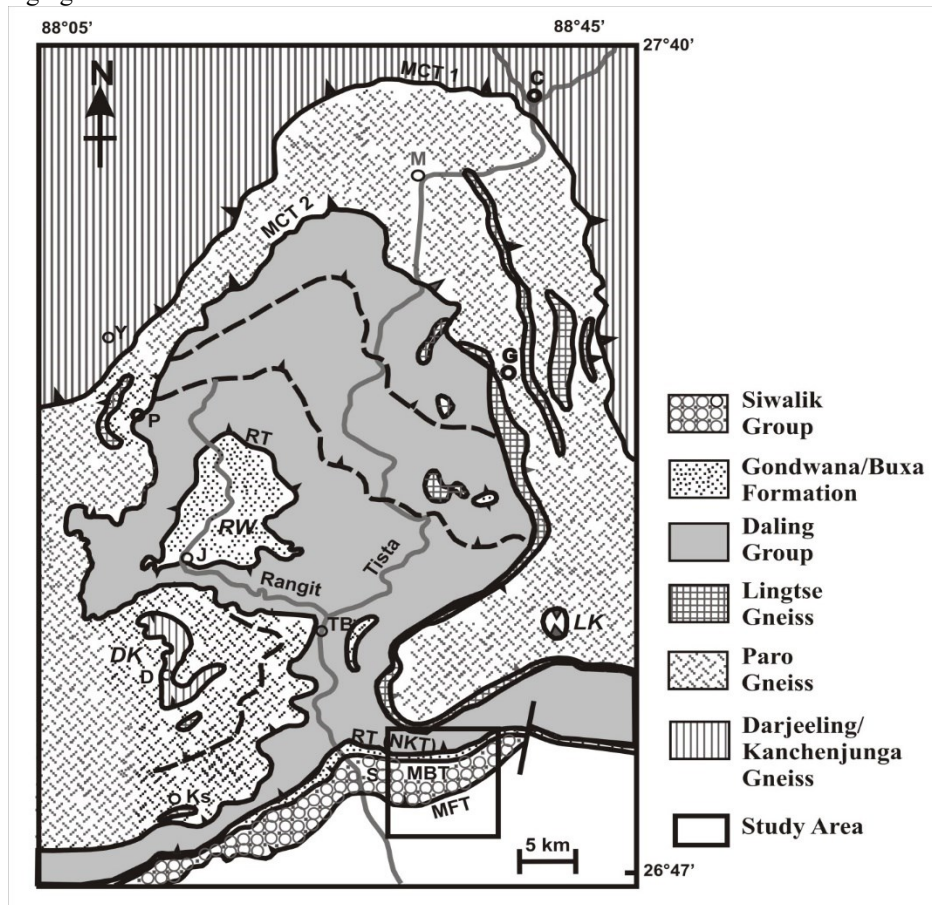 88°05’
88°45’
27°40’
N
MCT 1
C
M
MCT 2
Y
G
P
RT
RW
J
Rangit
Tista
TB
LK
DK
D
RT (NKT)
S
MBT
MFT
Ks
5 km
26°47’
Siwalik
Group
Gondwana/Buxa
Formation
Daling
Group
Lingtse
Gneiss
Paro
Gneiss
Darjeeling/
Kanchenjunga
Gneiss
Study Area